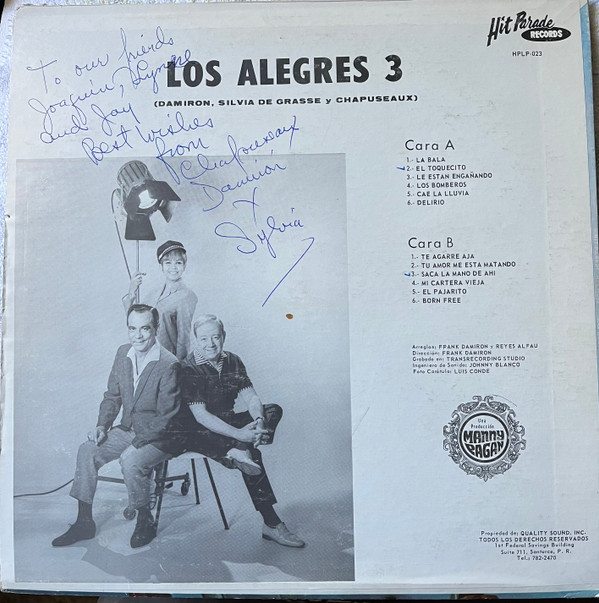 Hit Parade
RECORDS
HPLP-023
To our friends
Joaquin, Lynne
and Jay
Best Wishes
from
Chapuseaux
Damirón
y
Sylvia
LOS ALEGRES 3
(DAMIRON, SILVIA DE GRASSE y CHAPUSEAUX)
Cara A
1.- LA BALA
2.- EL TOQUECITO
3.- LE ESTAN ENGAÑANDO
4.- LOS BOMBEROS
5.- CAE LA LLUVIA
6.- DELIRIO
Cara B
1.- TE AGARRE AJA
2.- TU AMOR ME ESTA MATANDO
3.- SACA LA MANO DE AHI
4.- MI CARTERA VIEJA
5.- EL PAJARITO
6.- BORN FREE
Arreglos: FRANK DAMIRON y REYES ALFAU
Dirección: FRANK DAMIRON
Grabado en: TRANSRECORDING STUDIO
Ingeniero de Sonido: JOHNNY BLANCO
Foto Carátula: LUIS CONDE
Una
Producción
MANNY
PAGAN
Propiedad de: QUALITY SOUND, INC.
TODOS LOS DERECHOS RESERVADOS
1st Federal Savings Building
Suite 711, Santurce, P. R.
Tel.: 782-2470